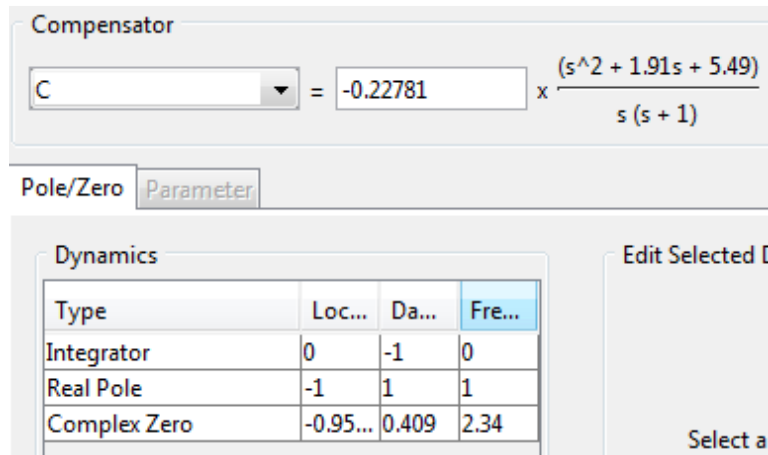 Compensator
C = -0.22781 x (s^2 + 1.91s + 5.49)
s (s + 1)
Pole/Zero Parameter
Dynamics Edit Selected D
Type Loc... Da... Fre...
Integrator 0 -1 0
Real Pole -1 1 1
Complex Zero -0.95... 0.409 2.34
Select a